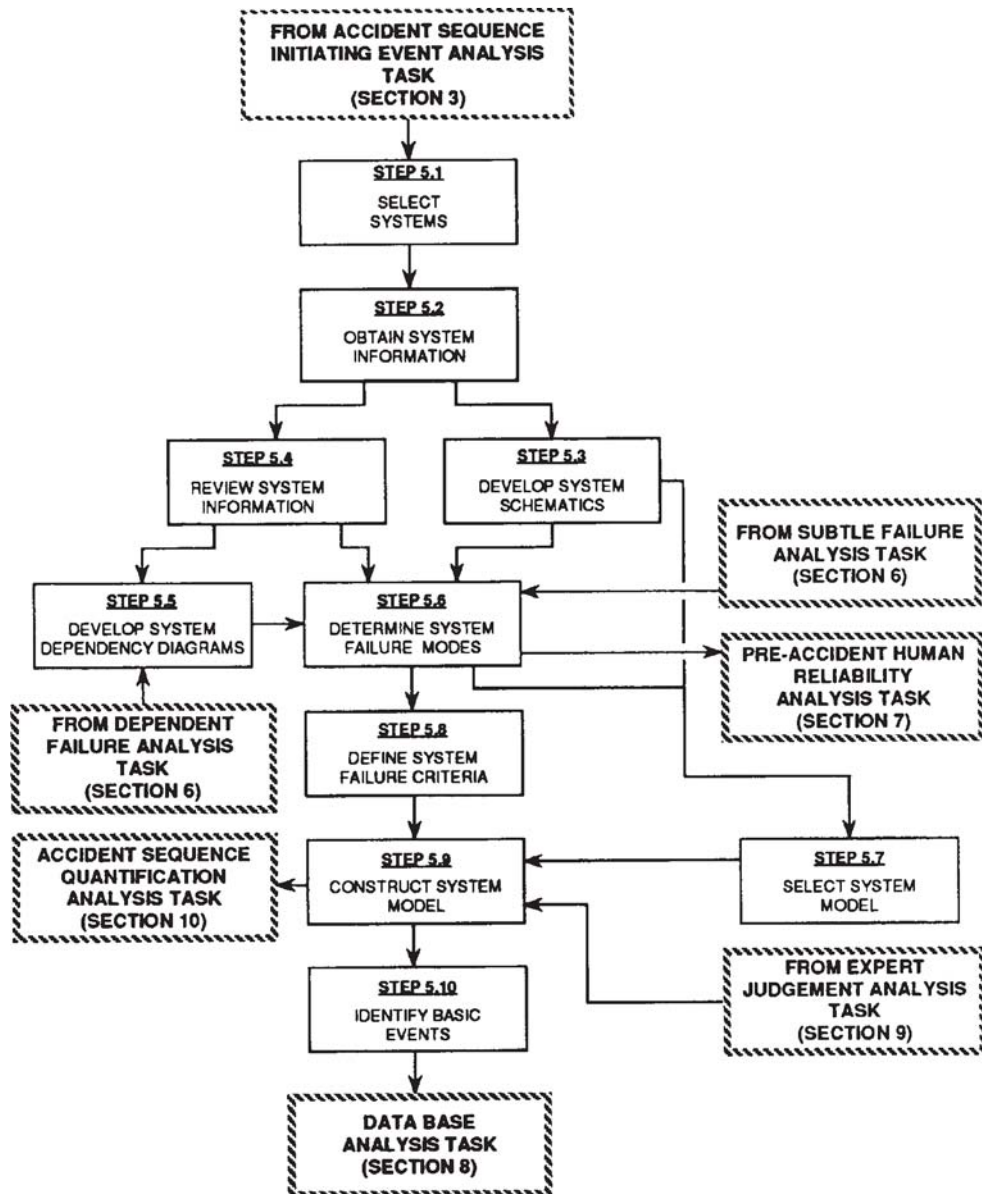 FROM ACCIDENT SEQUENCE
INITIATING EVENT ANALYSIS
TASK
(SECTION 3)
STEP 5.1
SELECT
SYSTEMS
STEP 5.2
OBTAIN SYSTEM
INFORMATION
STEP 5.4
REVIEW SYSTEM
INFORMATION
STEP 5.3
DEVELOP SYSTEM
SCHEMATICS
FROM SUBTLE FAILURE
ANALYSIS TASK
(SECTION 6)
STEP 5.5
DEVELOP SYSTEM
DEPENDENCY DIAGRAMS
STEP 5.6
DETERMINE SYSTEM
FAILURE MODES
PRE-ACCIDENT HUMAN
RELIABILITY
ANALYSIS TASK
(SECTION 7)
FROM DEPENDENT
FAILURE ANALYSIS
TASK
(SECTION 6)
STEP 5.8
DEFINE SYSTEM
FAILURE CRITERIA
ACCIDENT SEQUENCE
QUANTIFICATION
ANALYSIS TASK
(SECTION 10)
STEP 5.9
CONSTRUCT SYSTEM
MODEL
STEP 5.7
SELECT SYSTEM
MODEL
STEP 5.10
IDENTIFY BASIC
EVENTS
FROM EXPERT
JUDGEMENT ANALYSIS
TASK
(SECTION 9)
DATA BASE
ANALYSIS TASK
(SECTION 8)